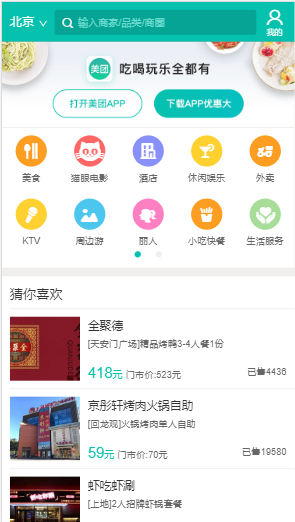 北京
输入商家/品类/商圈
我的
美团
吃喝玩乐全都有
打开美团APP
下载APP优惠大
美食
猫眼电影
酒店
休闲娱乐
外卖
KTV
周边游
丽人
小吃快餐
生活服务
猜你喜欢
全聚德
[天安门广场]精品烤鸭3-4人餐1份
418元 门市价:523元
已售4436
京彤轩烤肉火锅自助
[回龙观]火锅烤肉单人自助
59元 门市价:70元
已售19580
虾吃虾涮
[上地]2人招牌虾锅套餐